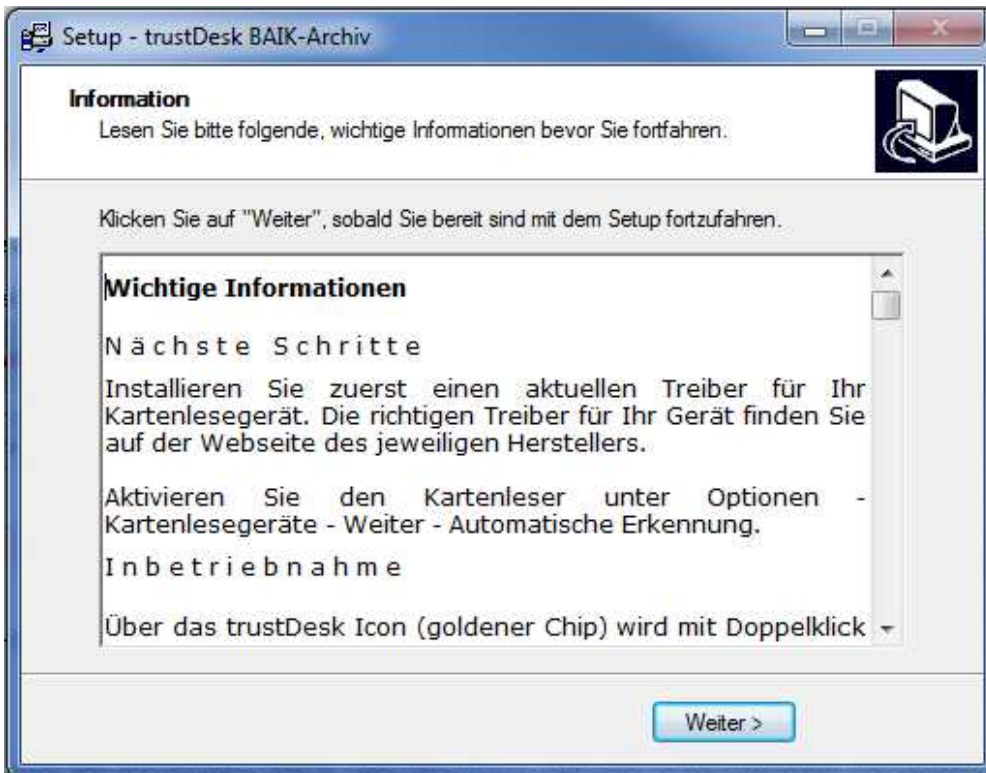 Setup - trustDesk BAIK-Archiv
Information
Lesen Sie bitte folgende, wichtige Informationen bevor Sie fortfahren.
Klicken Sie auf "Weiter", sobald Sie bereit sind mit dem Setup fortzufahren.
Wichtige Informationen
Nächste Schritte
Installieren Sie zuerst einen aktuellen Treiber für Ihr
Kartenlesegerät. Die richtigen Treiber für Ihr Gerät finden Sie
auf der Webseite des jeweiligen Herstellers.
Aktivieren Sie den Kartenleser unter Optionen -
Kartenlesegeräte - Weiter - Automatische Erkennung.
Inbetriebnahme
Über das trustDesk Icon (goldener Chip) wird mit Doppelklick
Weiter >